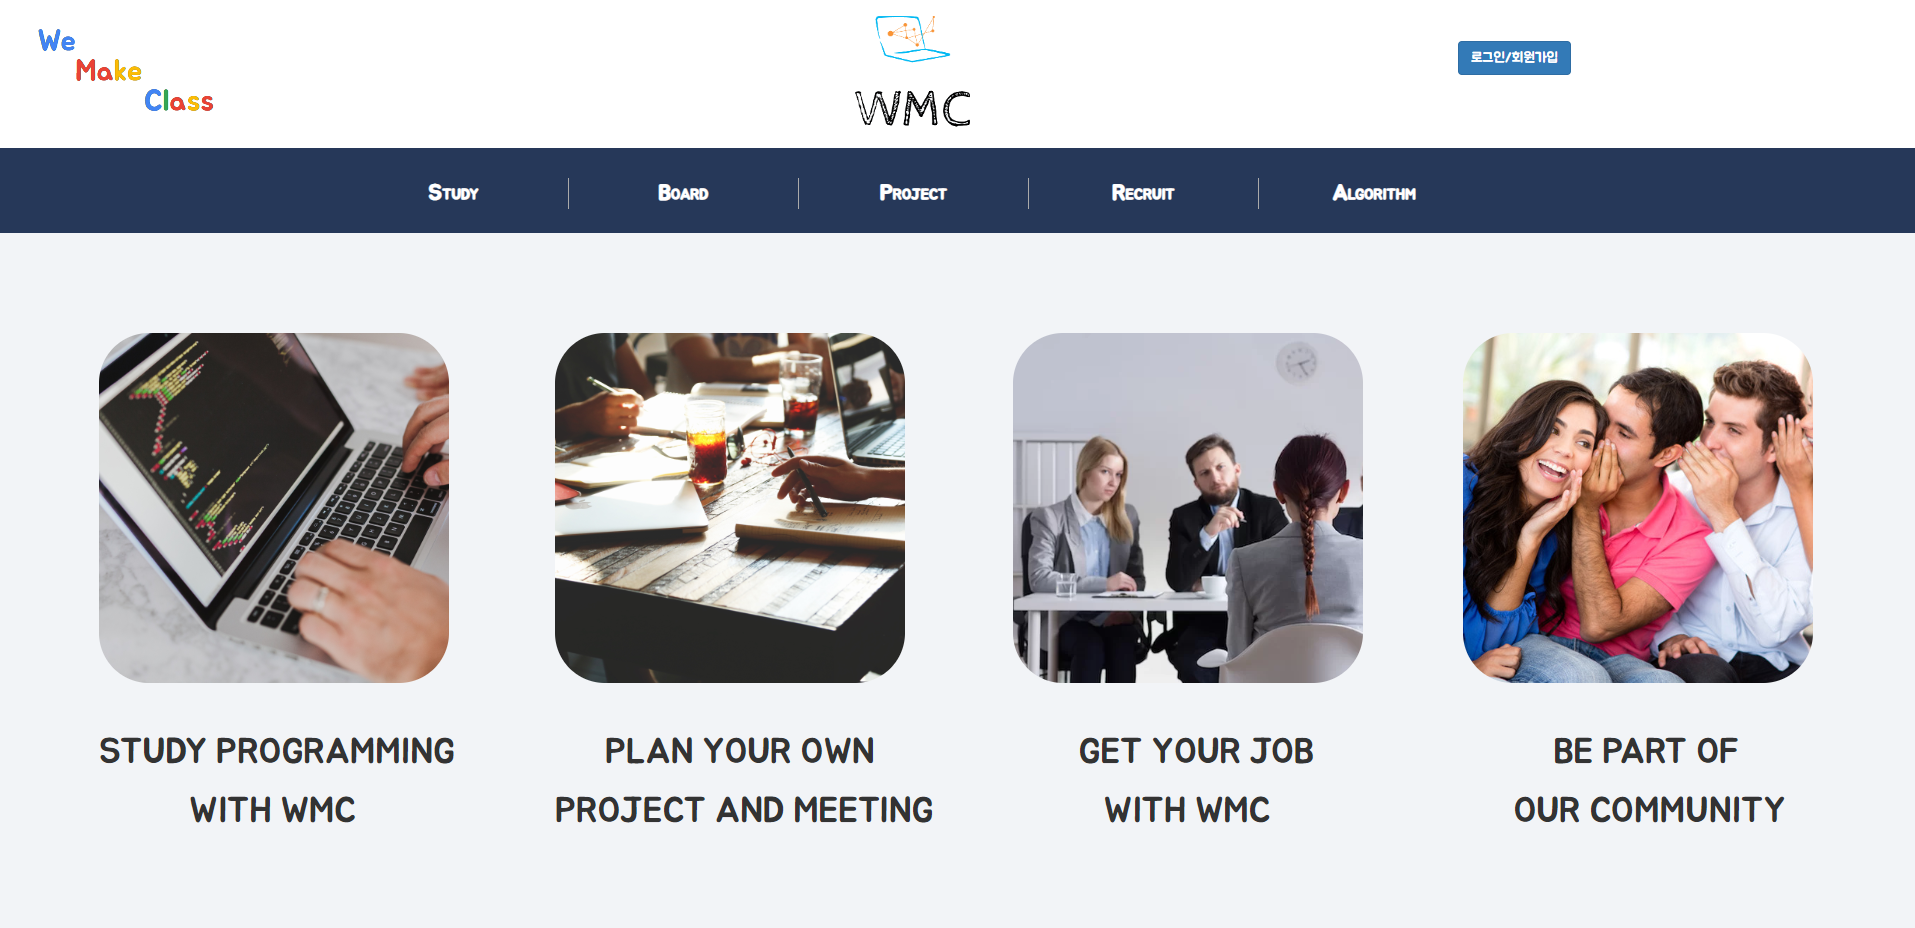 We
Make
Class
WMC
로그인/회원가입
Study
Board
Project
Recruit
Algorithm
STUDY PROGRAMMING
WITH WMC
PLAN YOUR OWN
PROJECT AND MEETING
GET YOUR JOB
WITH WMC
BE PART OF
OUR COMMUNITY